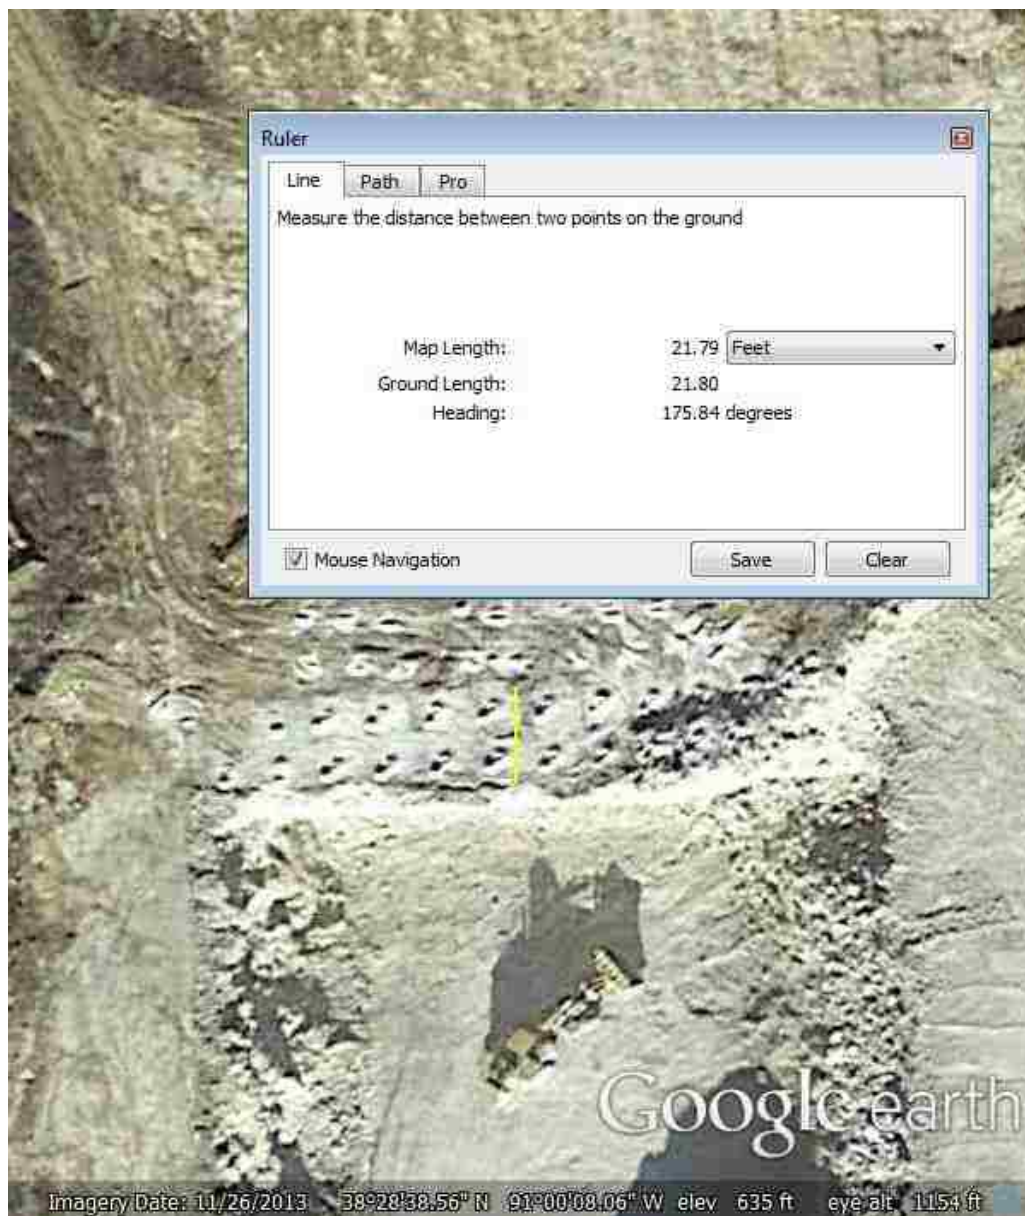 Ruler
Line Path Pro
Measure the distance between two points on the ground
Map Length: 21.79 Feet
Ground Length: 21.80
Heading: 175.84 degrees
Mouse Navigation Save Clear
Google earth
Imagery Date: 11/26/2013 38°28'38.56" N 91°00'08.06" W elev 635 ft eye alt 1154 ft